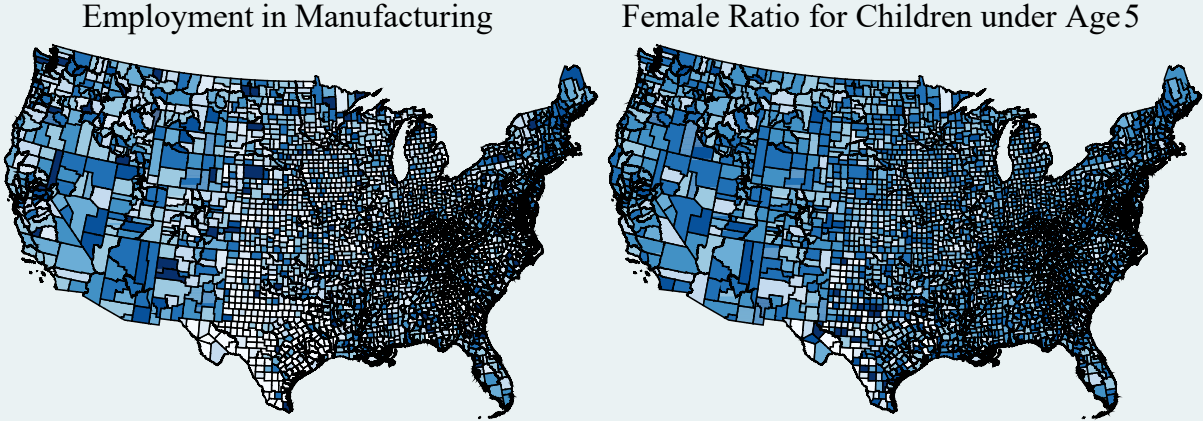 Employment in Manufacturing
Female Ratio for Children under Age 5